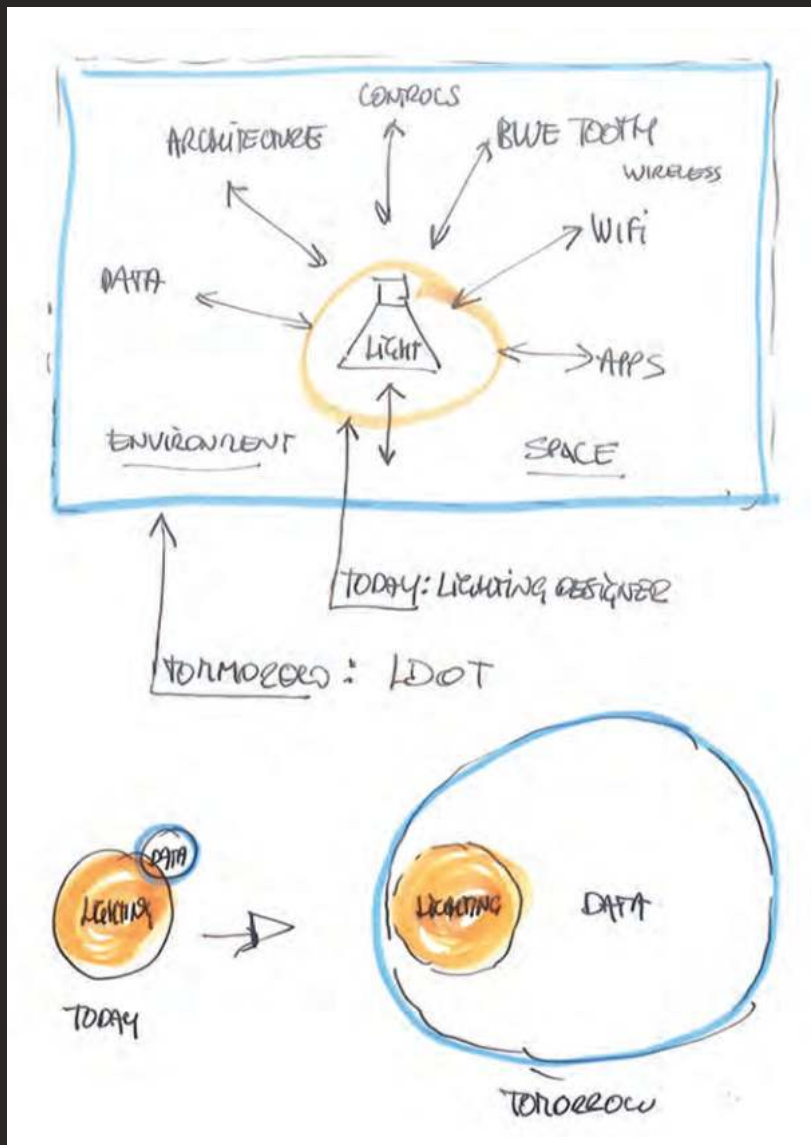 CONTROLS
ARCHITECTURE
BLUE TOOTH
WIRELESS
WIFI
DATA
LIGHT
APPS
ENVIRONMENT
SPACE
TODAY: LIGHTING DESIGNER
TORMOROW: LDOT
DATA
LIGHTING
LIGHTING
DATA
TODAY
TOMORROW